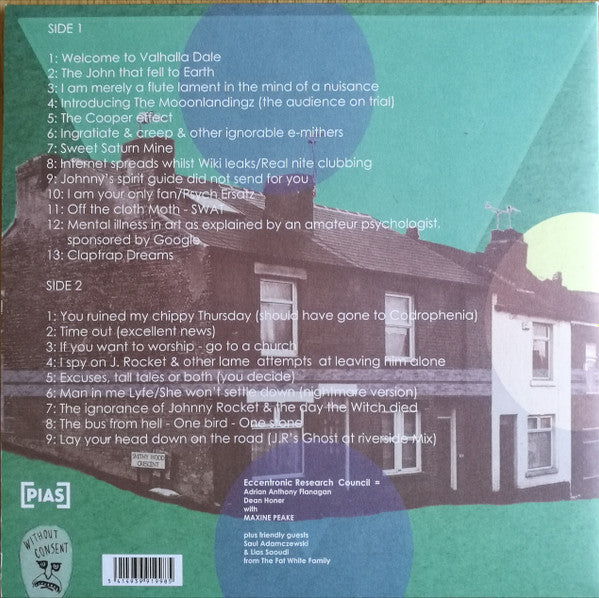 SIDE 1
1: Welcome to Valhalla Dale
2: The John that fell to Earth
3: I am merely a flute lament in the mind of a nuisance
4: Introducing The Mooonlandingz (the audience on trial)
5: The Cooper effect
6: Ingratiate & creep & other ignorable e-mithers
7: Sweet Saturn Mine
8: Internet spreads whilst Wiki leaks/Real nite clubbing
9: Johnny's spirit guide did not send for you
10: I am your only fan/Psych Ersatz
11: Off the cloth Moth - SWAT
12: Mental illness in art as explained by an amateur psychologist,
sponsored by Google
13: Clapfrap Dreams
SIDE 2
1: You ruined my chippy Thursday (should have gone to Codrophenia)
2: Time out (excellent news)
3: If you want to worship - go to a church
4: I spy on J. Rocket & other lame attempts at leaving him alone
5: Excuses, tall tales or both (you decide)
6: Man in me Lyfe/She won't settle down (nightmare version)
7: The ignorance of Johnny Rocket & the day the Witch died
8: The bus from hell - One bird - One stone
9: Lay your head down on the road (J.R's Ghost at riverside Mix)
SMITHY WOOD
CRESCENT
[PIAS]
WITHOUT
CONSENT
Eccentronic Research Council =
Adrian Anthony Flanagan
Dean Honer
with
MAXINE PEAKE
plus friendly guests
Saul Adamczewski
& Lias Saoudi
from The Fat White Family
5 414939 919985